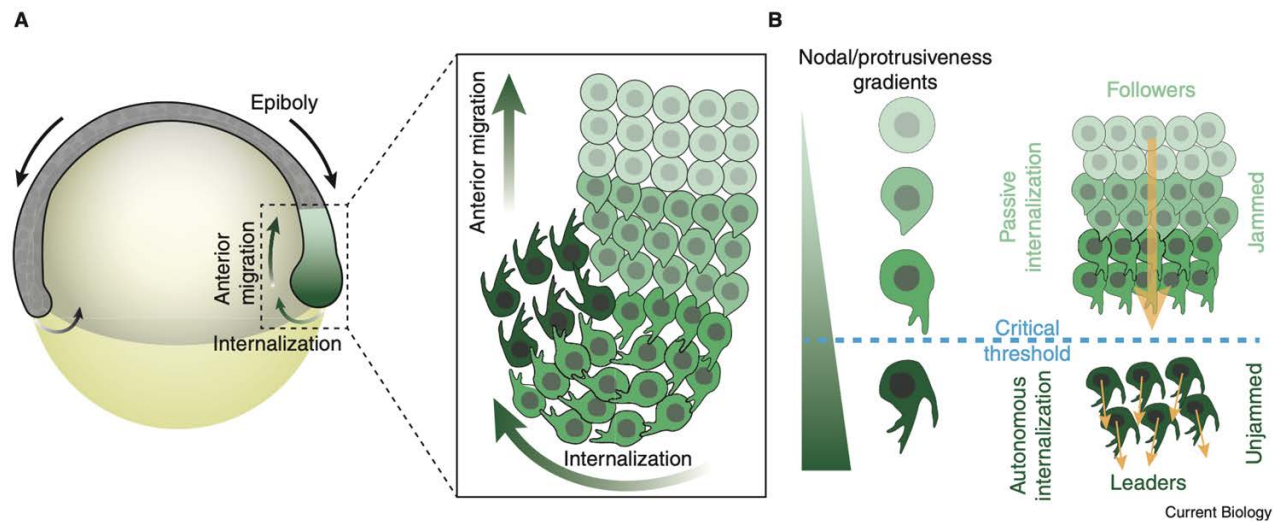 A
Epiboly
Anterior
migration
Internalization
Anterior migration
Internalization
B
Nodal/protrusiveness
gradients
Followers
Passive
internalization
Jammed
Critical
threshold
Autonomous
internalization
Unjammed
Leaders
Current Biology